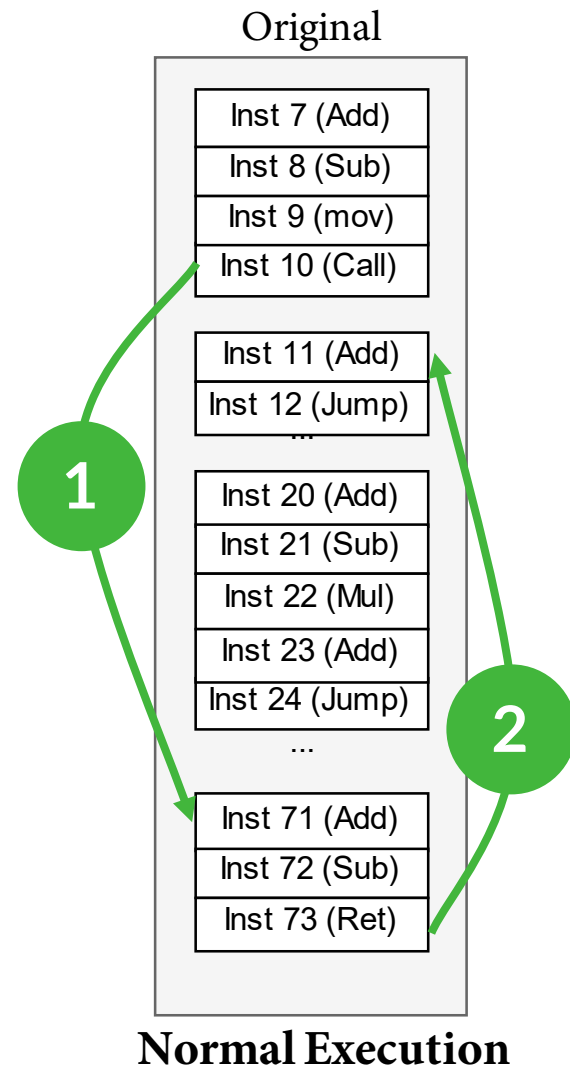 Original
Inst 7 (Add)
Inst 8 (Sub)
Inst 9 (mov)
Inst 10 (Call)
Inst 11 (Add)
Inst 12 (Jump)
...
1
Inst 20 (Add)
Inst 21 (Sub)
Inst 22 (Mul)
Inst 23 (Add)
Inst 24 (Jump)
2
...
Inst 71 (Add)
Inst 72 (Sub)
Inst 73 (Ret)
Normal Execution